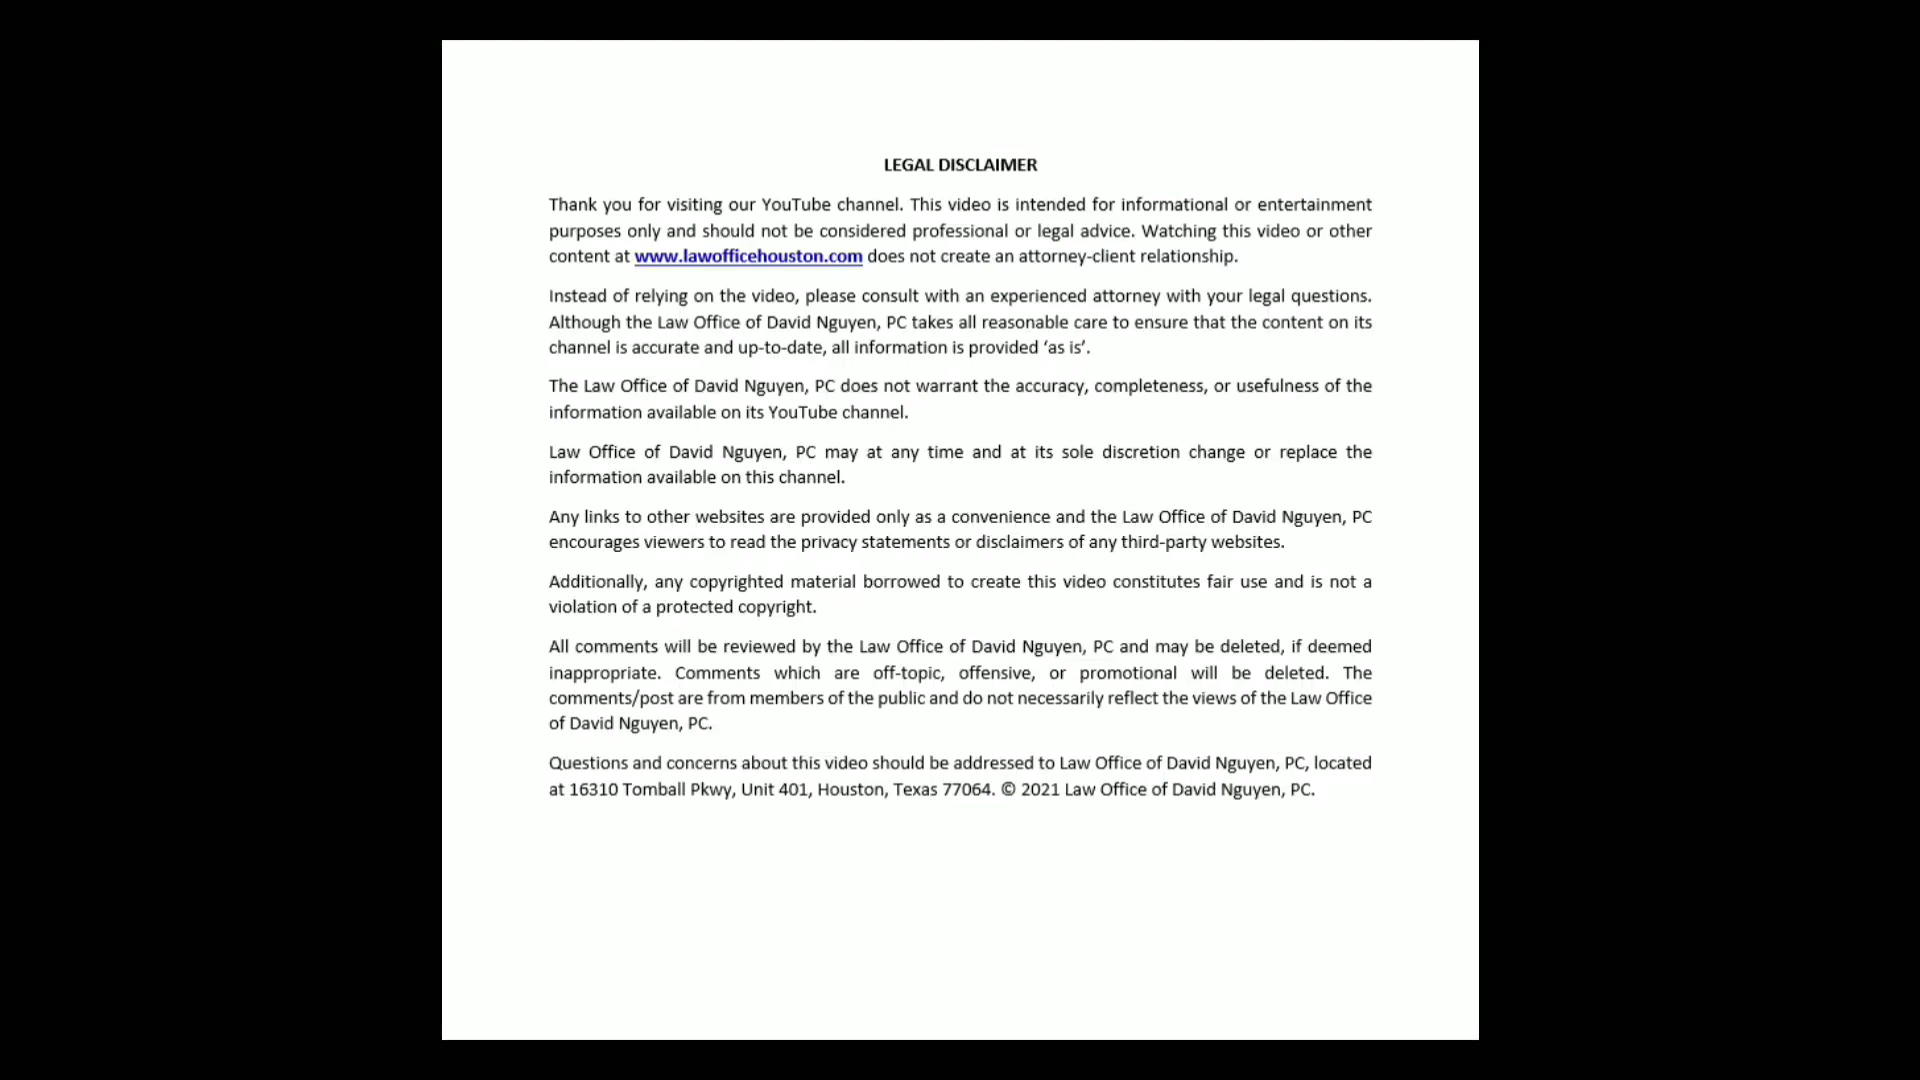 LEGAL DISCLAIMER
Thank you for visiting our YouTube channel. This video is intended for informational or entertainment
purposes only and should not be considered professional or legal advice. Watching this video or other
content at www.lawofficehouston.com does not create an attorney-client relationship.
Instead of relying on the video, please consult with an experienced attorney with your legal questions.
Although the Law Office of David Nguyen, PC takes all reasonable care to ensure that the content on its
channel is accurate and up-to-date, all information is provided ‘as is’.
The Law Office of David Nguyen, PC does not warrant the accuracy, completeness, or usefulness of the
information available on its YouTube channel.
Law Office of David Nguyen, PC may at any time and at its sole discretion change or replace the
information available on this channel.
Any links to other websites are provided only as a convenience and the Law Office of David Nguyen, PC
encourages viewers to read the privacy statements or disclaimers of any third-party websites.
Additionally, any copyrighted material borrowed to create this video constitutes fair use and is not a
violation of a protected copyright.
All comments will be reviewed by the Law Office of David Nguyen, PC and may be deleted, if deemed
inappropriate. Comments which are off-topic, offensive, or promotional will be deleted. The
comments/post are from members of the public and do not necessarily reflect the views of the Law Office
of David Nguyen, PC.
Questions and concerns about this video should be addressed to Law Office of David Nguyen, PC, located
at 16310 Tomball Pkwy, Unit 401, Houston, Texas 77064. © 2021 Law Office of David Nguyen, PC.